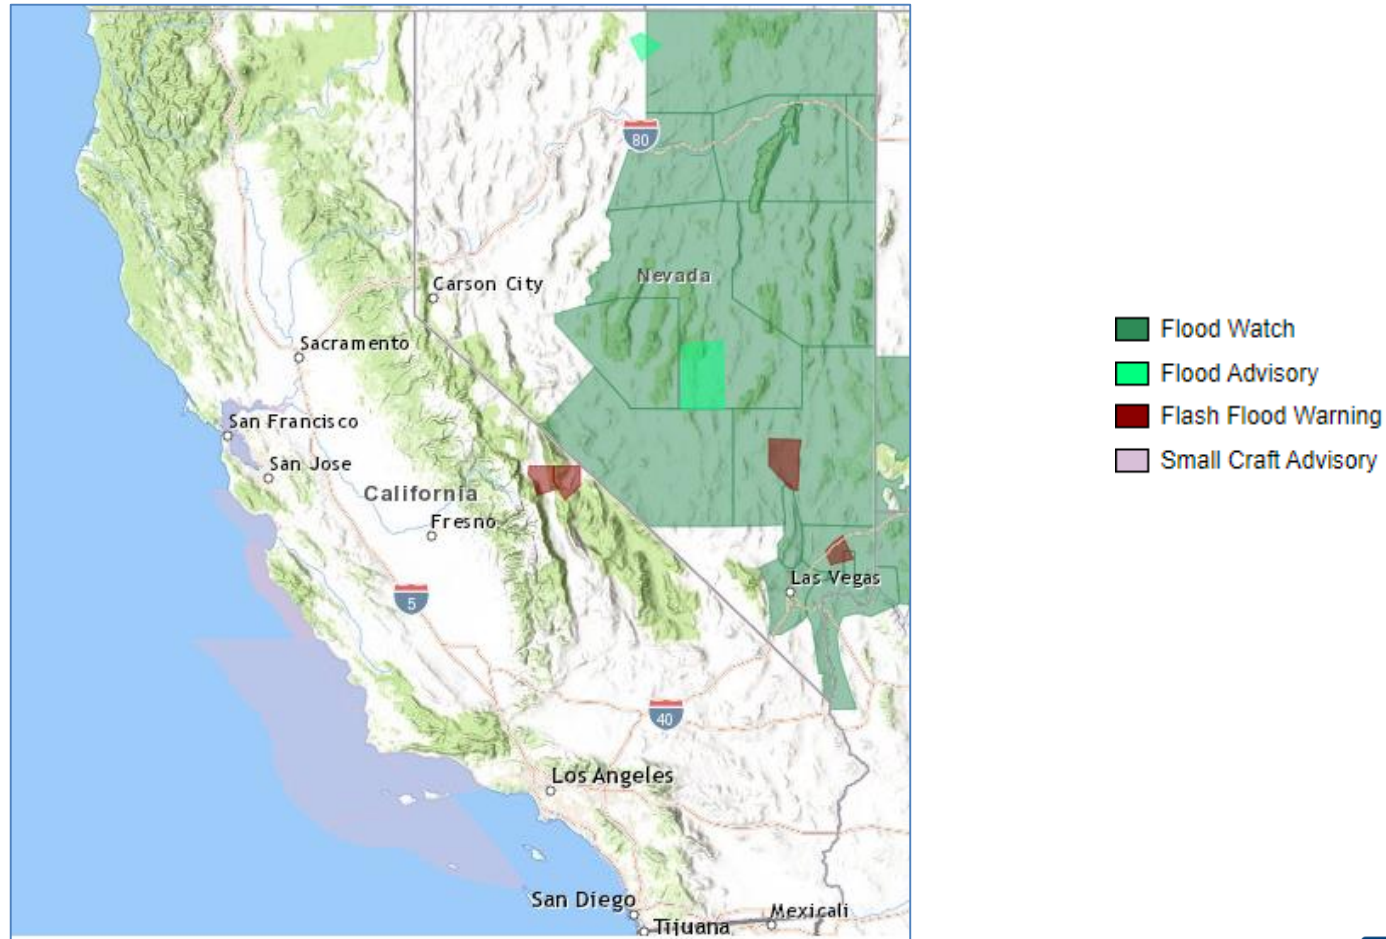 80
Nevada
Carson City
Sacramento
San Francisco
San Jose
California
Fresno
5
Las Vegas
40
Los Angeles
San Diego
Tijuana
Mexicali
Flood Watch
Flood Advisory
Flash Flood Warning
Small Craft Advisory